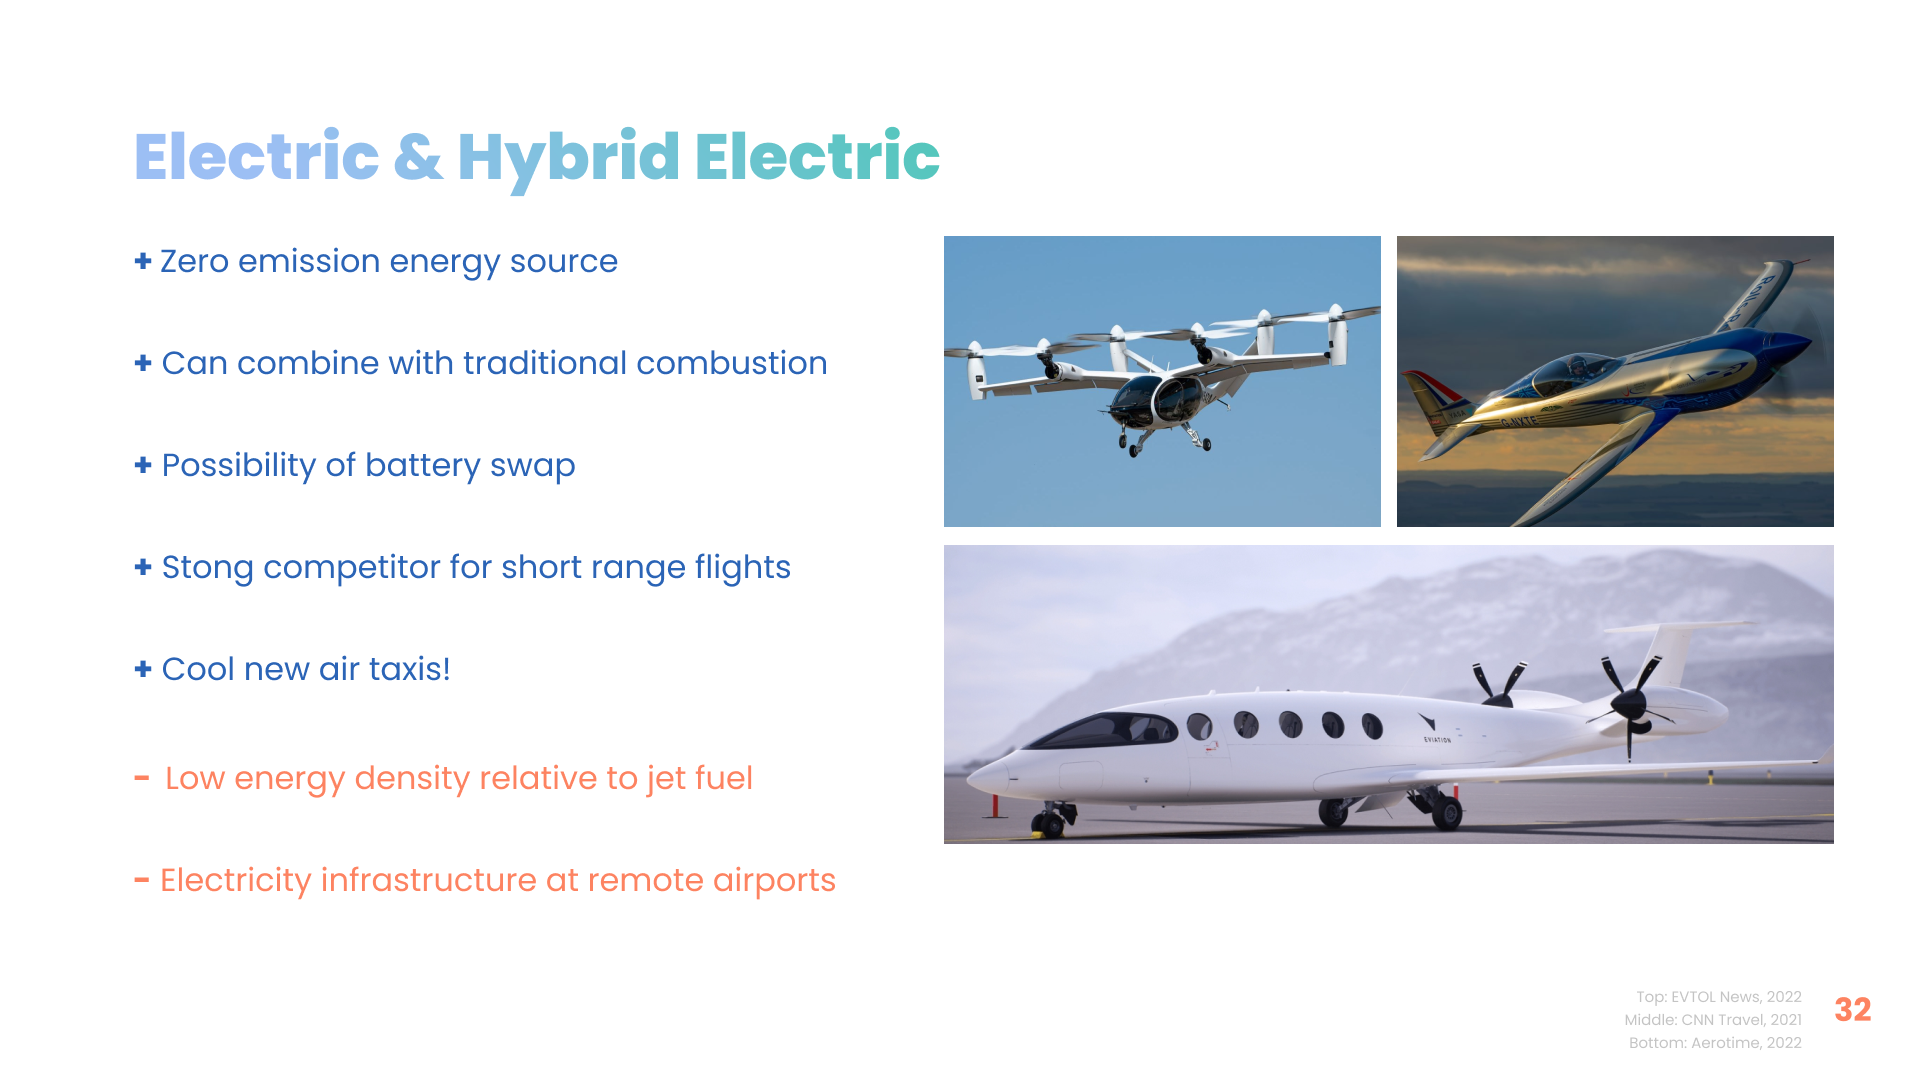 Electric & Hybrid Electric
+ Zero emission energy source
+ Can combine with traditional combustion
+ Possibility of battery swap
+ Stong competitor for short range flights
+ Cool new air taxis!
- Low energy density relative to jet fuel
- Electricity infrastructure at remote airports
G-NXTE
EVIATION
Top: EVTOL News, 2022
Middle: CNN Travel, 2021
Bottom: Aerotime, 2022
32